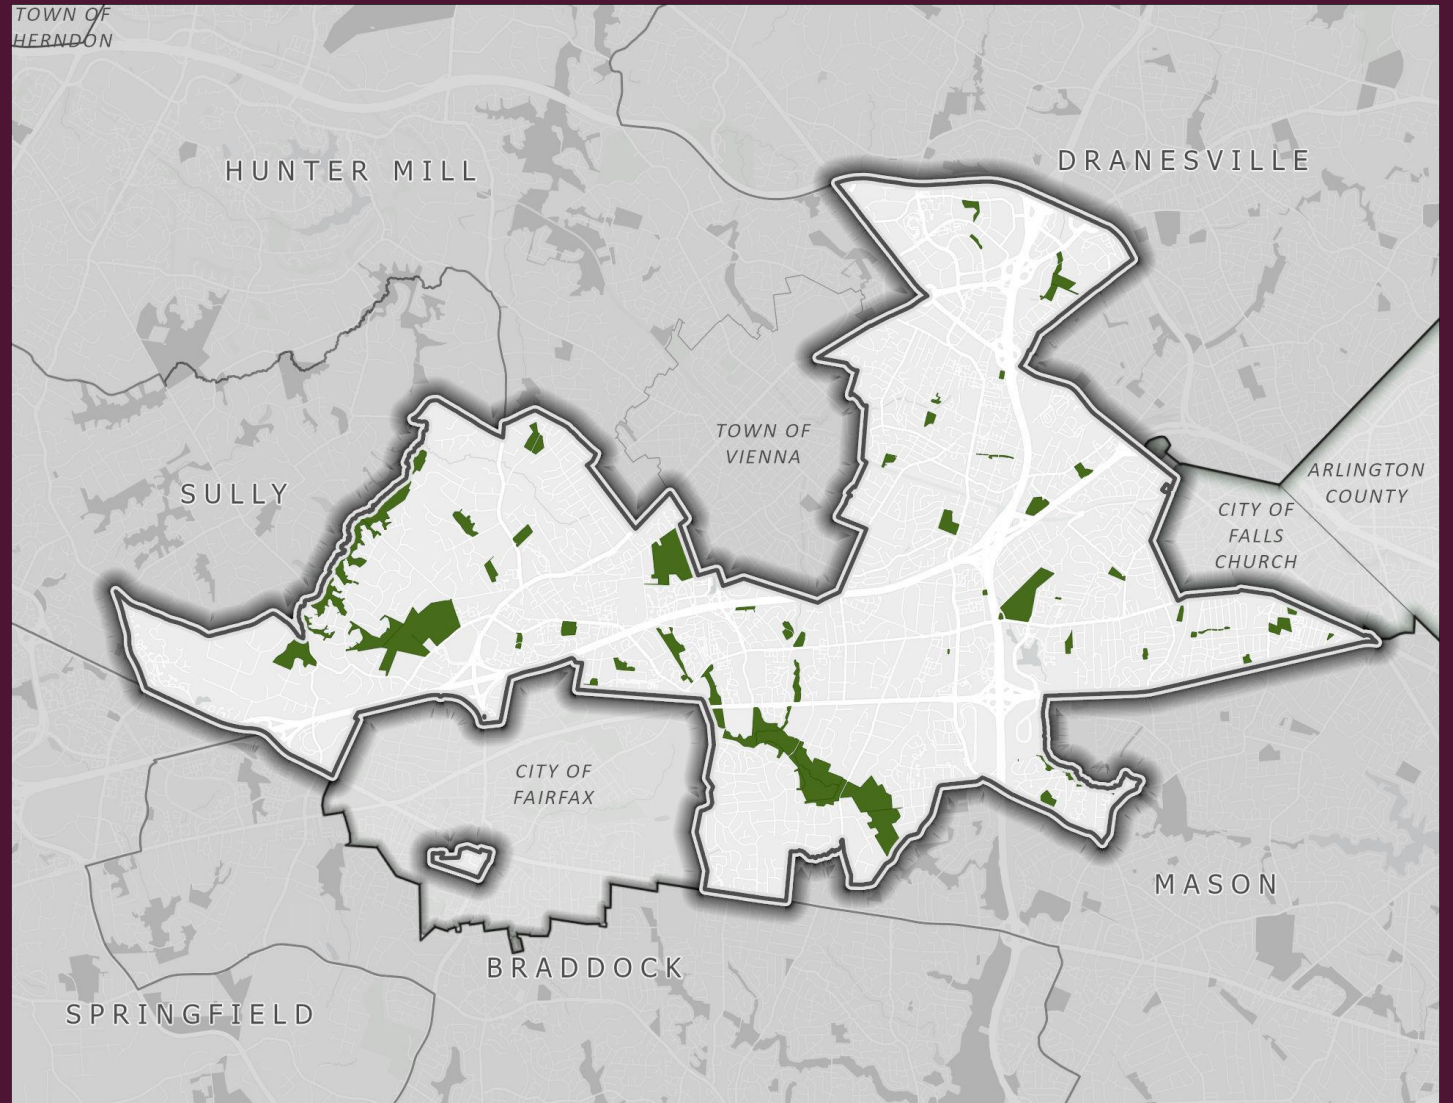 TOWN OF
HERNDON
HUNTER MILL
DRANESVILLE
TOWN OF
VIENNA
ARLINGTON
COUNTY
SULLY
CITY OF
FALLS
CHURCH
CITY OF
FAIRFAX
MASON
BRADDOCK
SPRINGFIELD